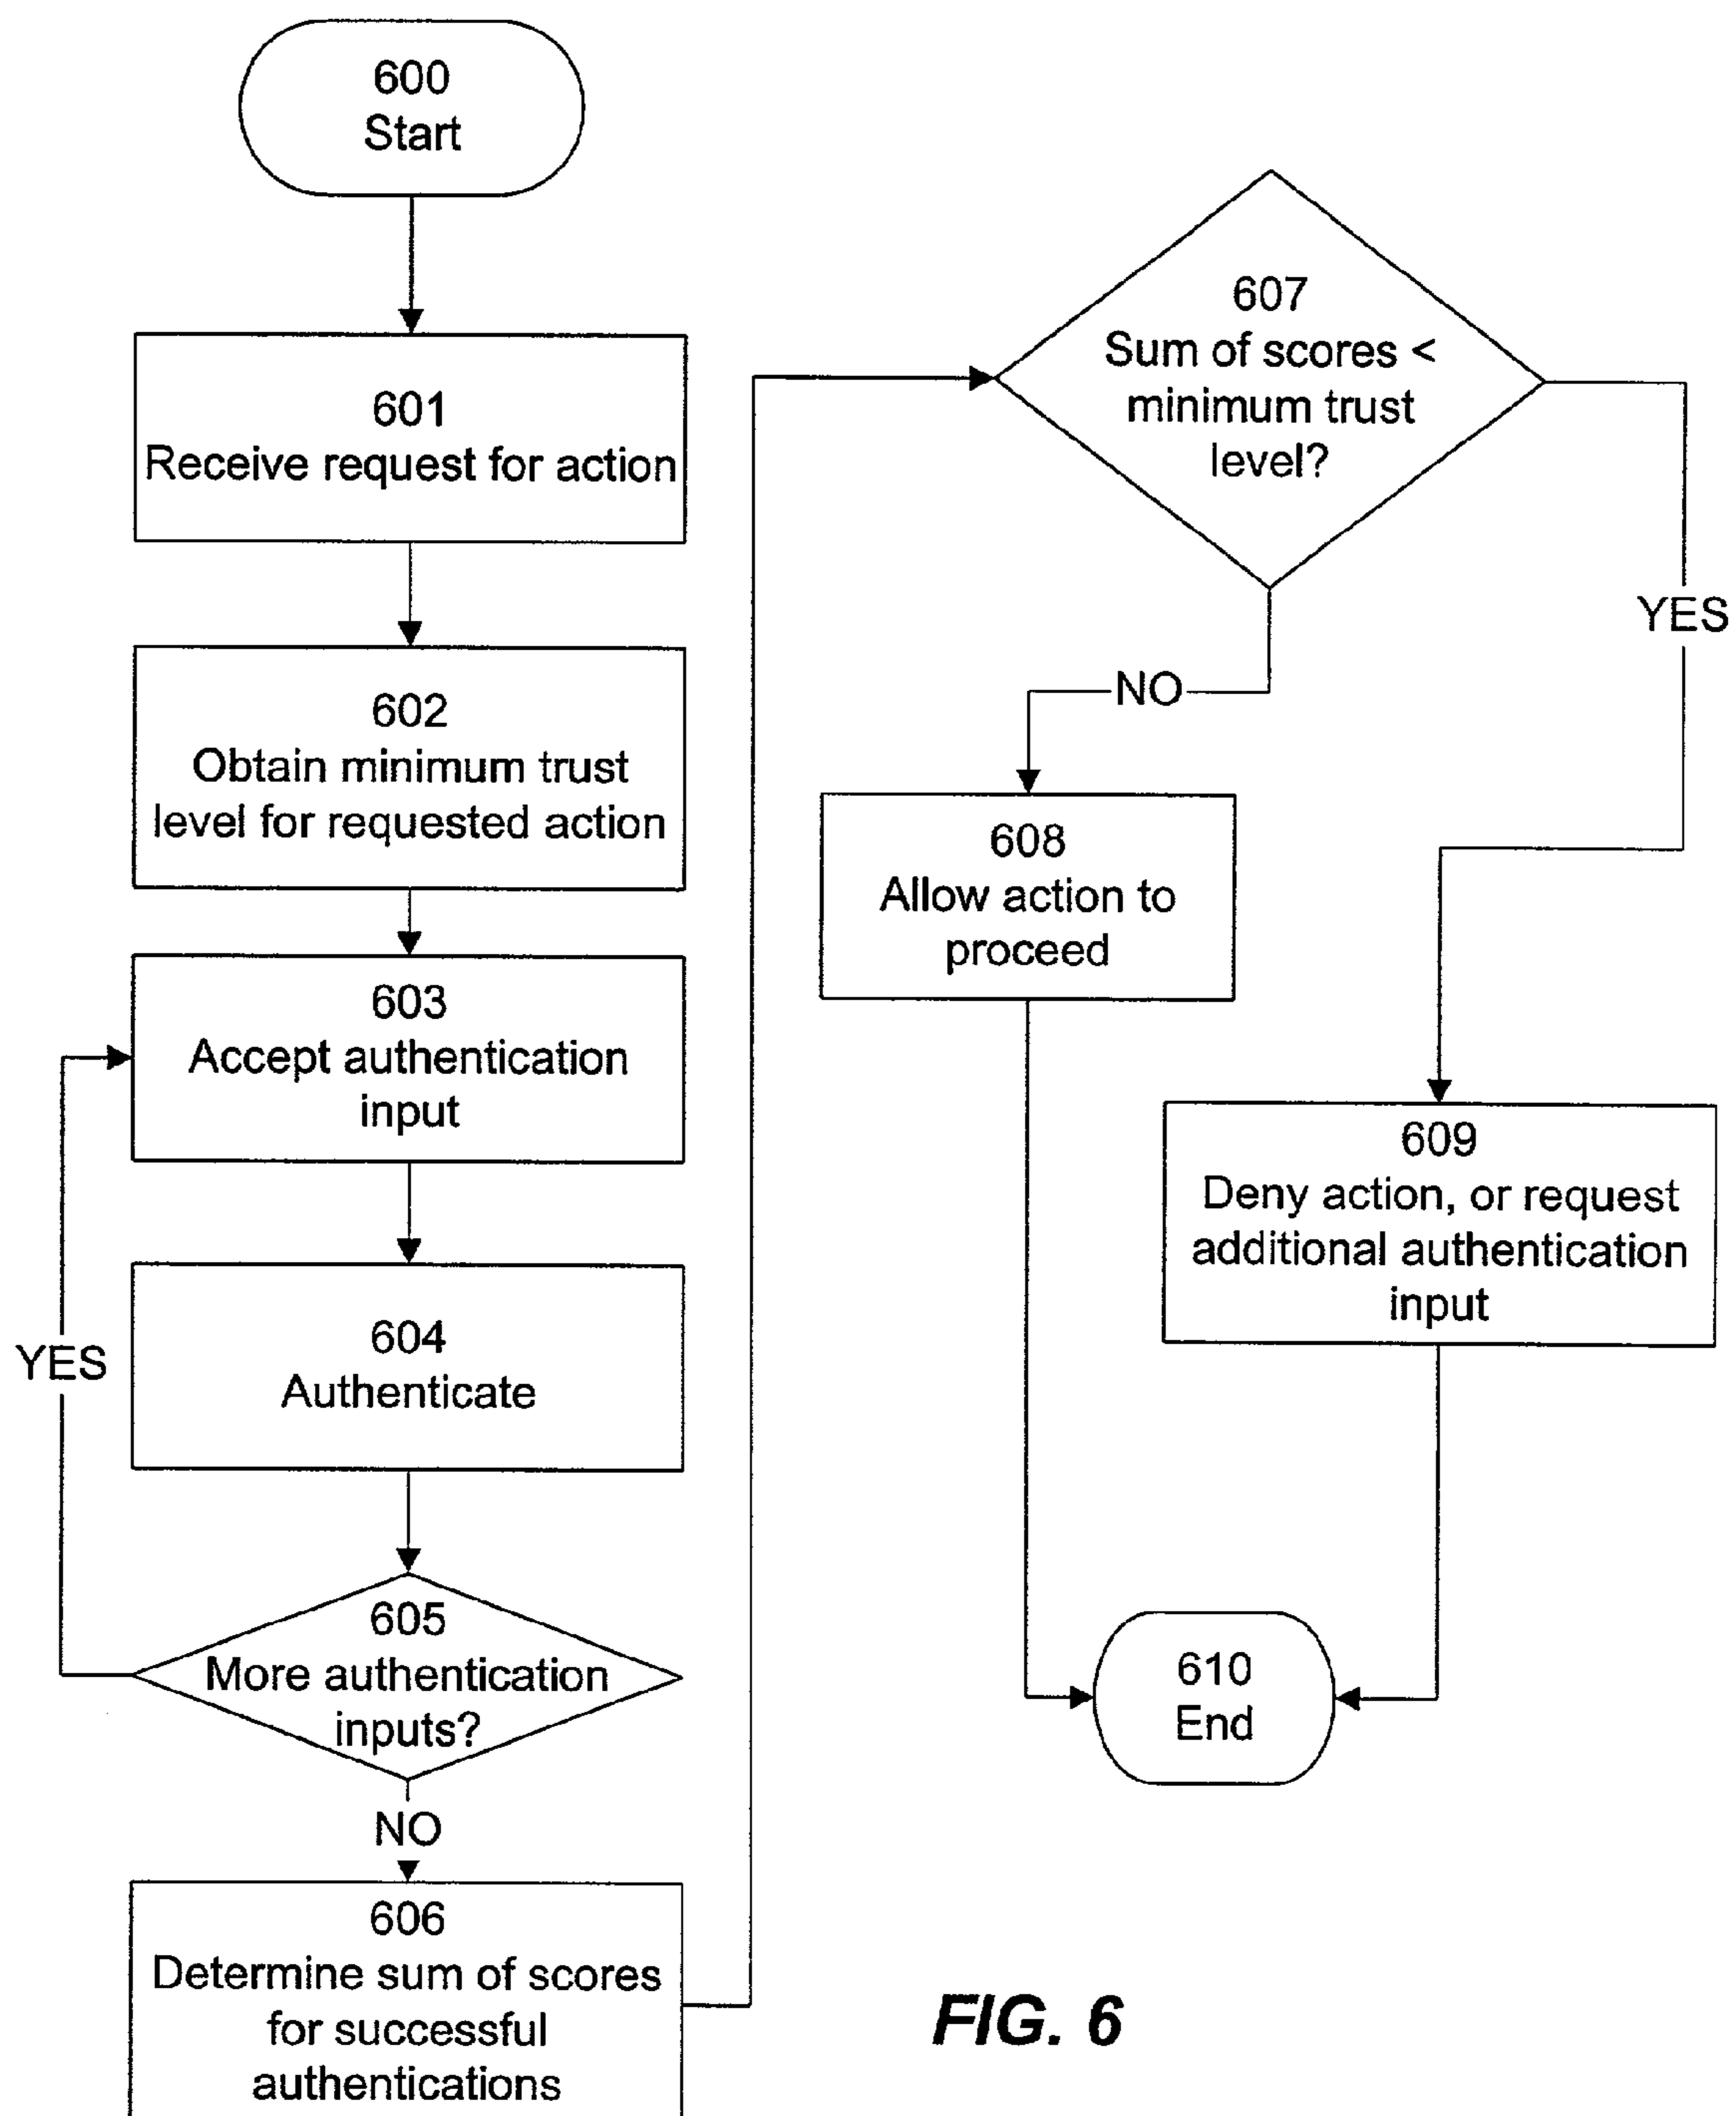 600
Start
601
Receive request for action
602
Obtain minimum trust
level for requested action
603
Accept authentication
input
604
Authenticate
YES
605
More authentication
inputs?
NO
606
Determine sum of scores
for successful
authentications
607
Sum of scores <
minimum trust
level?
YES
NO
608
Allow action to
proceed
609
Deny action, or request
additional authentication
input
610
End
FIG. 6